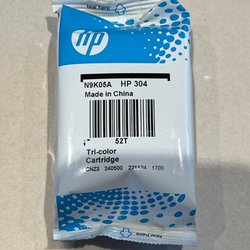 hp
N9K05A HP 304
Made in China
52T
Tri-color
Cartridge
CNZ3 240500 221124 1700